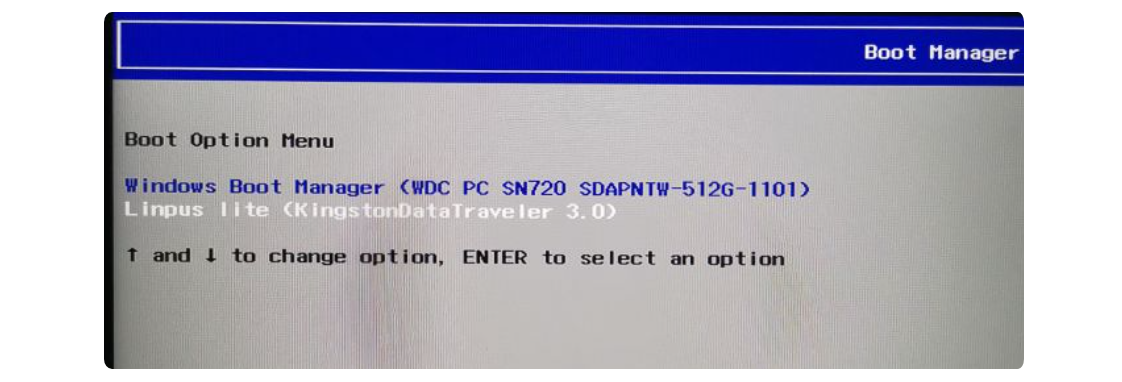 Boot Manager
Boot Option Menu
Windows Boot Manager (WDC PC SN720 SDAPNTW-512G-1101)
Linpus lite (KingstonDataTraveler 3.0)
↑ and ↓ to change option, ENTER to select an option